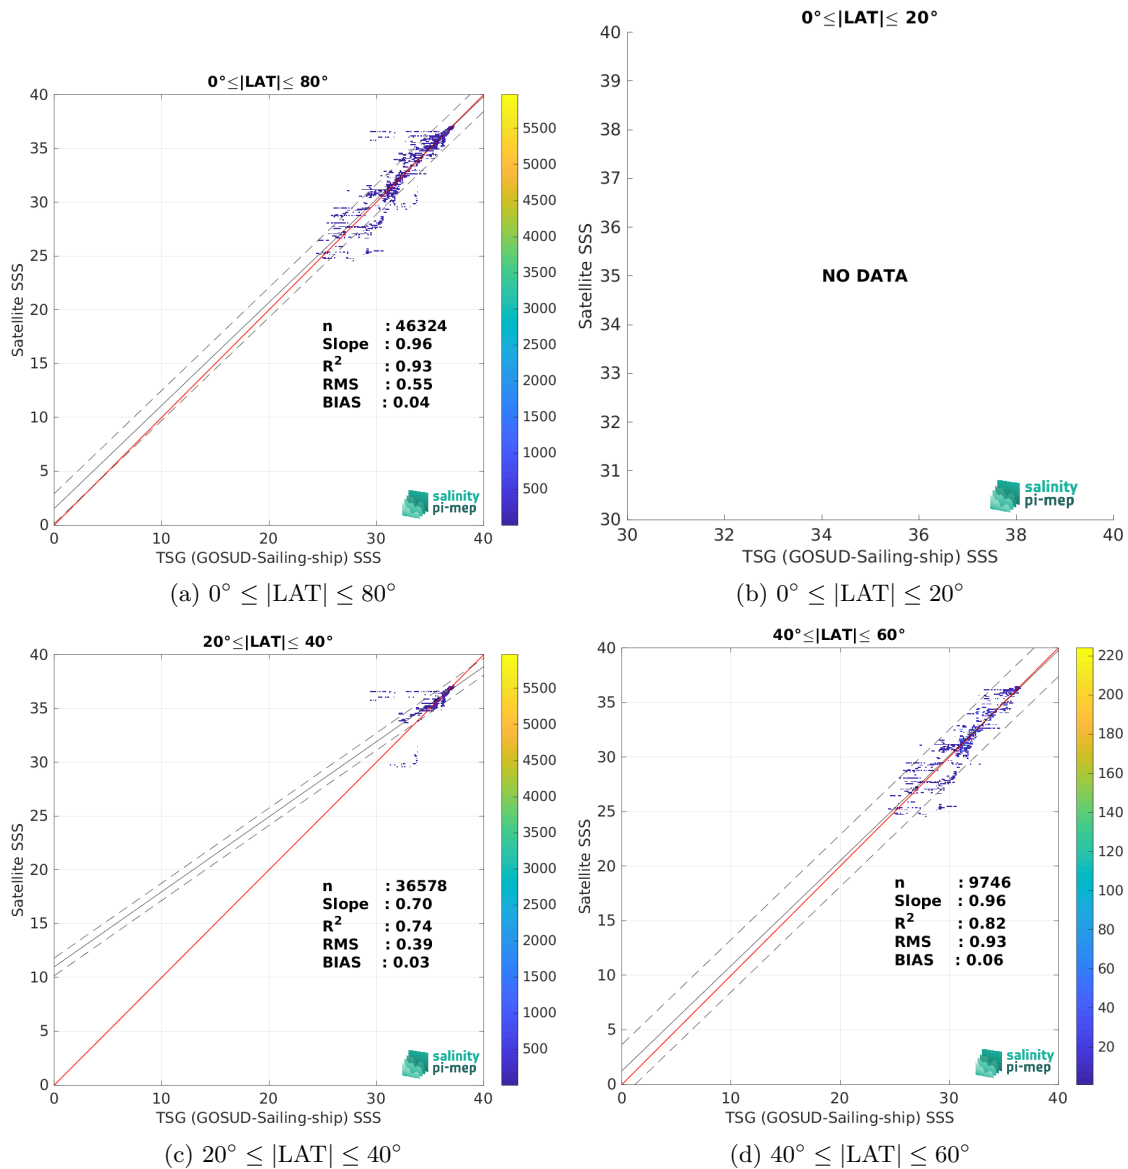 0°≤|LAT|≤ 80°
40
35
30
25
20
15
10
5
0
Satellite SSS
n : 46324
Slope : 0.96
R² : 0.93
RMS : 0.55
BIAS : 0.04
salinity
pi-mep
0 10 20 30 40
TSG (GOSUD-Sailing-ship) SSS
5500
5000
4500
4000
3500
3000
2500
2000
1500
1000
500
(a) 0° ≤ |LAT| ≤ 80°
0°≤|LAT|≤ 20°
40
39
38
37
36
35
34
33
32
31
30
Satellite SSS
NO DATA
salinity
pi-mep
30 32 34 36 38 40
TSG (GOSUD-Sailing-ship) SSS
(b) 0° ≤ |LAT| ≤ 20°
20°≤|LAT|≤ 40°
40
35
30
25
20
15
10
5
0
Satellite SSS
n : 36578
Slope : 0.70
R² : 0.74
RMS : 0.39
BIAS : 0.03
salinity
pi-mep
0 10 20 30 40
TSG (GOSUD-Sailing-ship) SSS
5500
5000
4500
4000
3500
3000
2500
2000
1500
1000
500
(c) 20° ≤ |LAT| ≤ 40°
40°≤|LAT|≤ 60°
40
35
30
25
20
15
10
5
0
Satellite SSS
n : 9746
Slope : 0.96
R² : 0.82
RMS : 0.93
BIAS : 0.06
salinity
pi-mep
0 10 20 30 40
TSG (GOSUD-Sailing-ship) SSS
220
200
180
160
140
120
100
80
60
40
20
(d) 40° ≤ |LAT| ≤ 60°